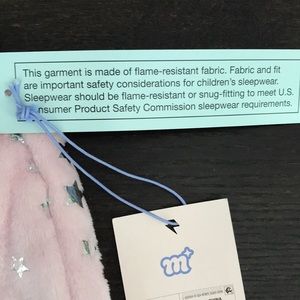 This garment is made of flame-resistant fabric. Fabric and fit
are important safety considerations for children's sleepwear.
Sleepwear should be flame-resistant or snug-fitting to meet U.S.
onsumer Product Safety Commission sleepwear requirements.
m